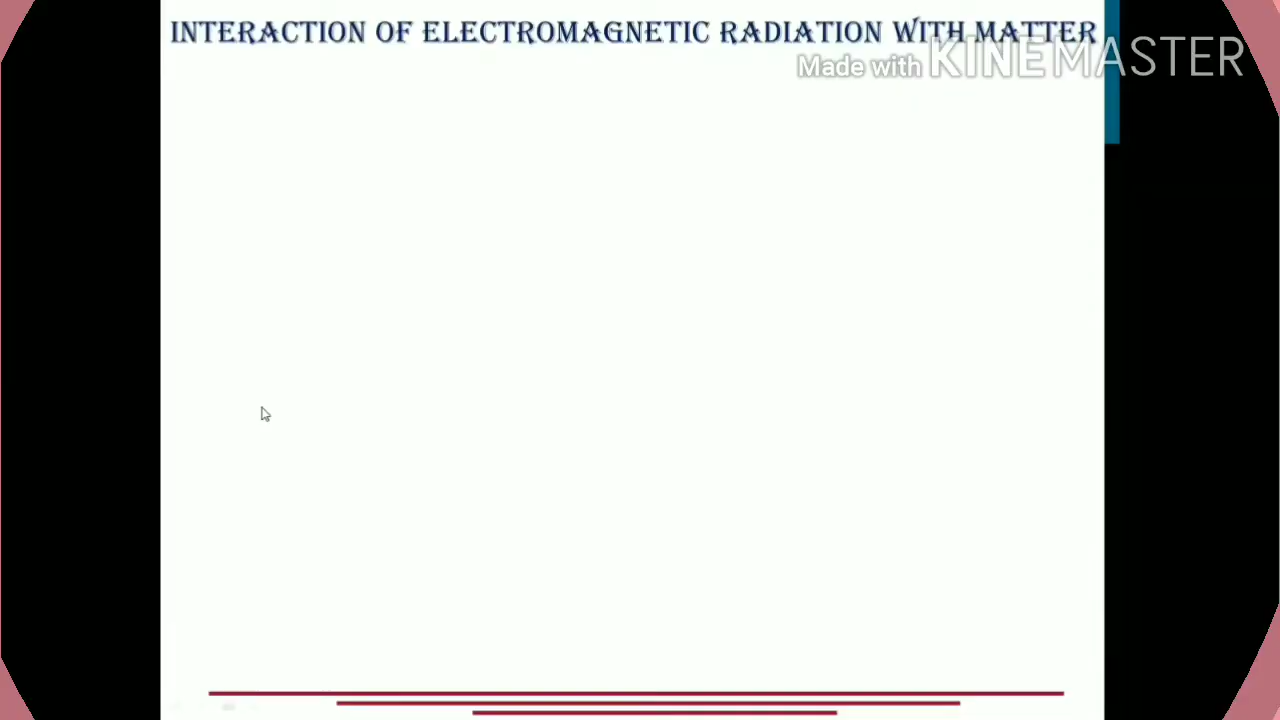 INTERACTION OF ELECTROMAGNETIC RADIATION WITH MATTER
Made with KINEMASTER